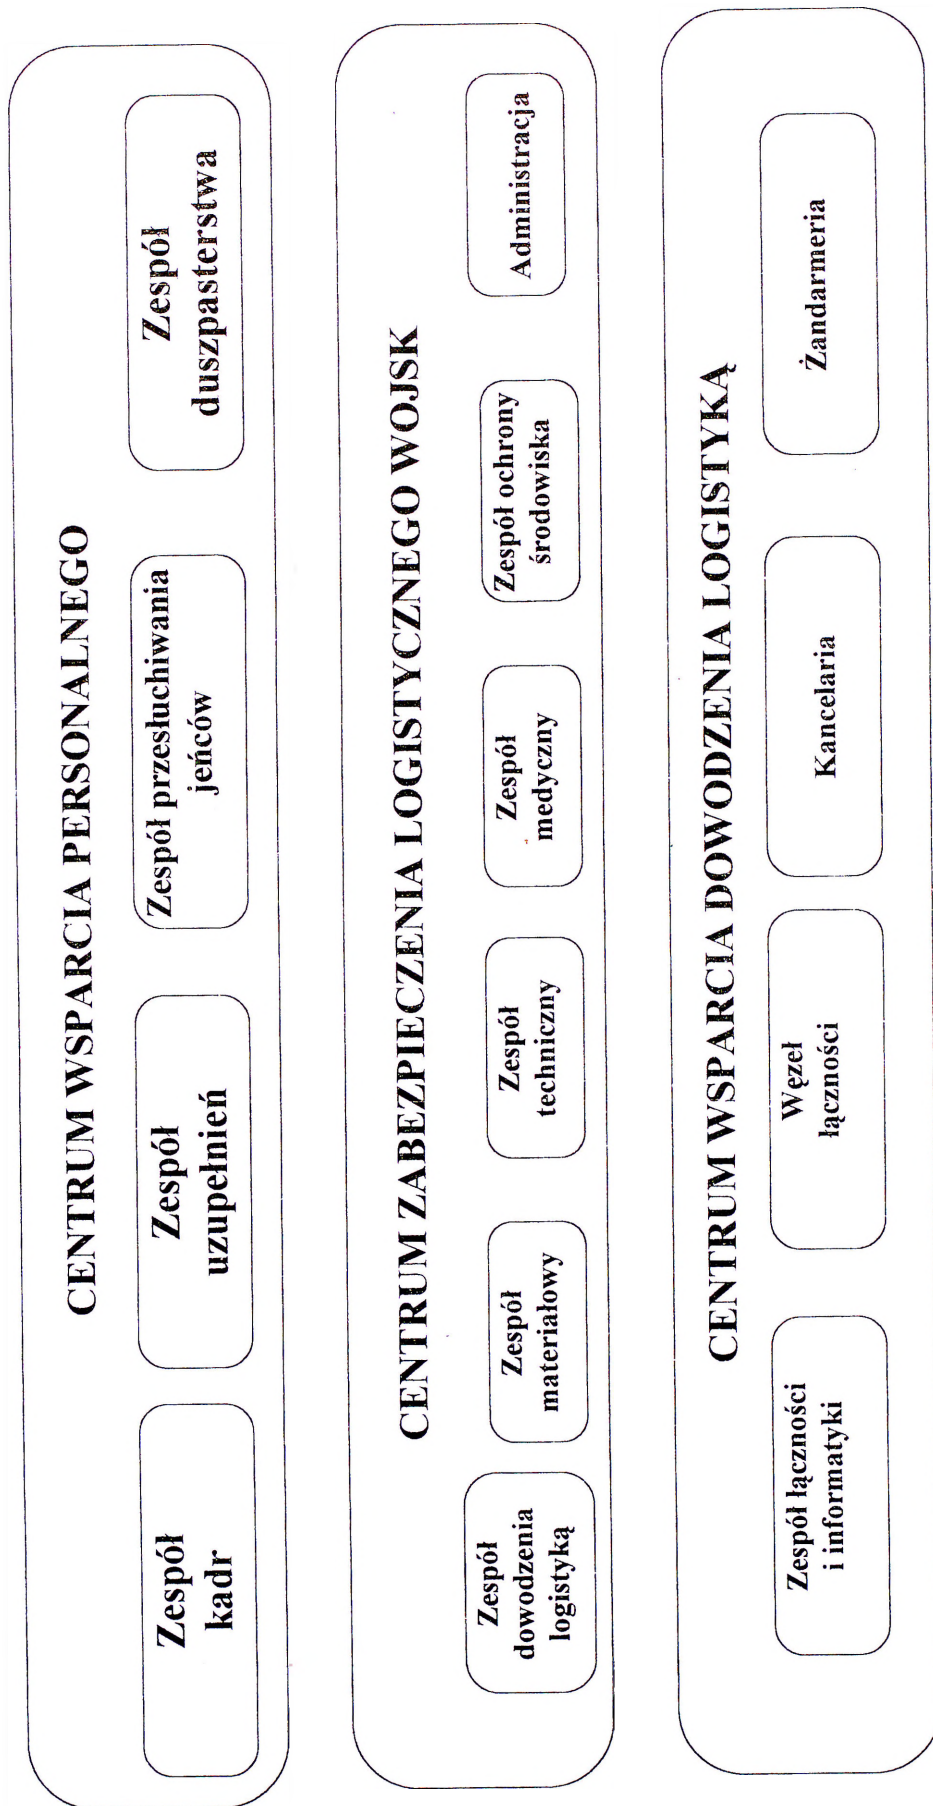 CENTRUM WSPARCIA PERSONALNEGO
Zespół
kadr
Zespół
uzupełnień
Zespół przesłuchiwania
jeńców
Zespół
duszpasterstwa
CENTRUM ZABEZPIECZENIA LOGISTYCZNEGO WOJSK
Zespół
dowodzenia
logistyką
Zespół
materiałowy
Zespół
techniczny
Zespół
medyczny
Zespół ochrony
środowiska
Administracja
CENTRUM WSPARCIA DOWODZENIA LOGISTYKĄ
Zespół łączności
i informatyki
Węzeł
łączności
Kancelaria
Żandarmeria